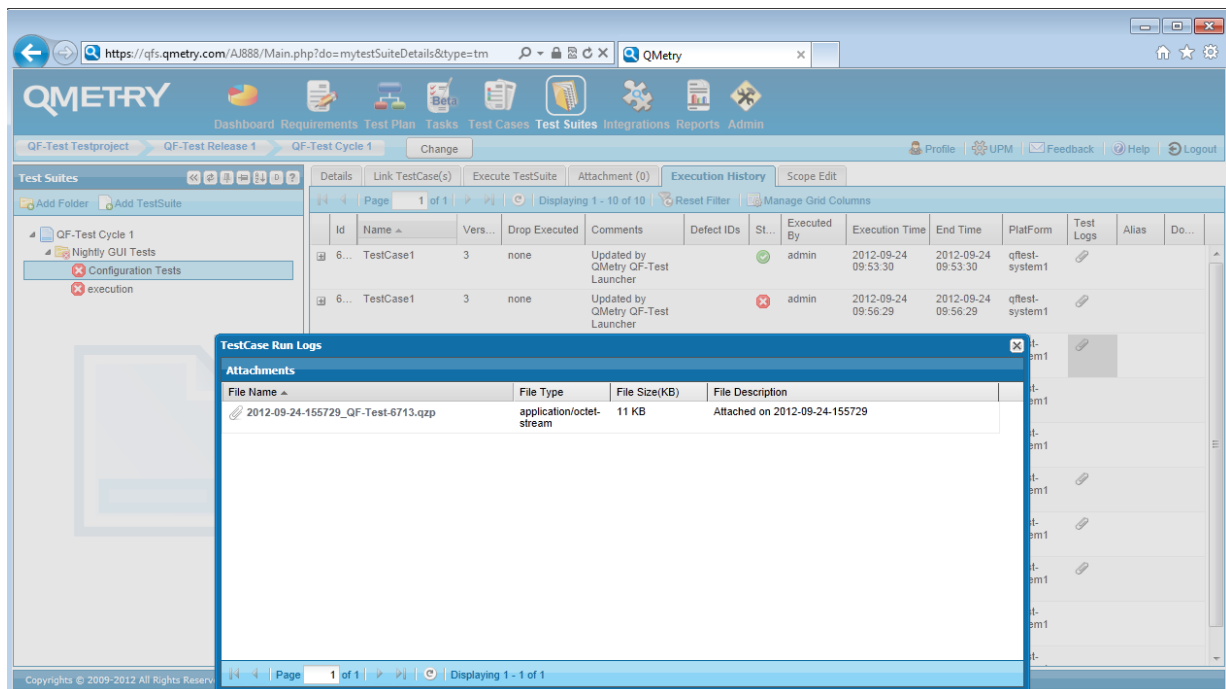 https://qfs.qmetry.com/AJ888/Main.php?do=mytestSuiteDetails&type=tm
QMetry
QMETRY
Dashboard Requirements Test Plan Tasks Test Cases Test Suites Integrations Reports Admin
Beta
QF-Test Testproject QF-Test Release 1 QF-Test Cycle 1 Change
Profile UPM Feedback Help Logout
Test Suites
Add Folder Add TestSuite
QF-Test Cycle 1
Nightly GUI Tests
Configuration Tests
execution
Details Link TestCase(s) Execute TestSuite Attachment (0) Execution History Scope Edit
Page 1 of 1 Displaying 1 - 10 of 10 Reset Filter Manage Grid Columns
Id Name Vers... Drop Executed Comments Defect IDs St... Executed By Execution Time End Time PlatForm Test Logs Alias Do...
6... TestCase1 3 none Updated by QMetry QF-Test Launcher admin 2012-09-24 09:53:30 2012-09-24 09:53:30 qftest-system1
6... TestCase1 3 none Updated by QMetry QF-Test Launcher admin 2012-09-24 09:56:29 2012-09-24 09:56:29 qftest-system1
TestCase Run Logs
Attachments
File Name File Type File Size(KB) File Description
2012-09-24-155729_QF-Test-6713.qzp application/octet-stream 11 KB Attached on 2012-09-24-155729
Page 1 of 1 Displaying 1 - 1 of 1
Copyrights © 2009-2012 All Rights Reserv